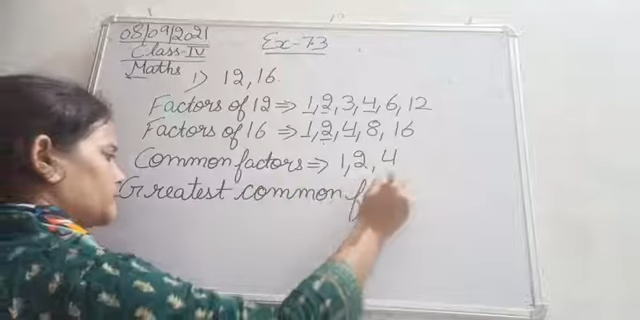 08/09/2021
Class-IV
Maths
Ex-7.3
1) 12, 16.
Factors of 12 ⇒ 1, 2, 3, 4, 6, 12
Factors of 16 ⇒ 1, 2, 4, 8, 16
Common factors ⇒ 1, 2, 4
Greatest common f